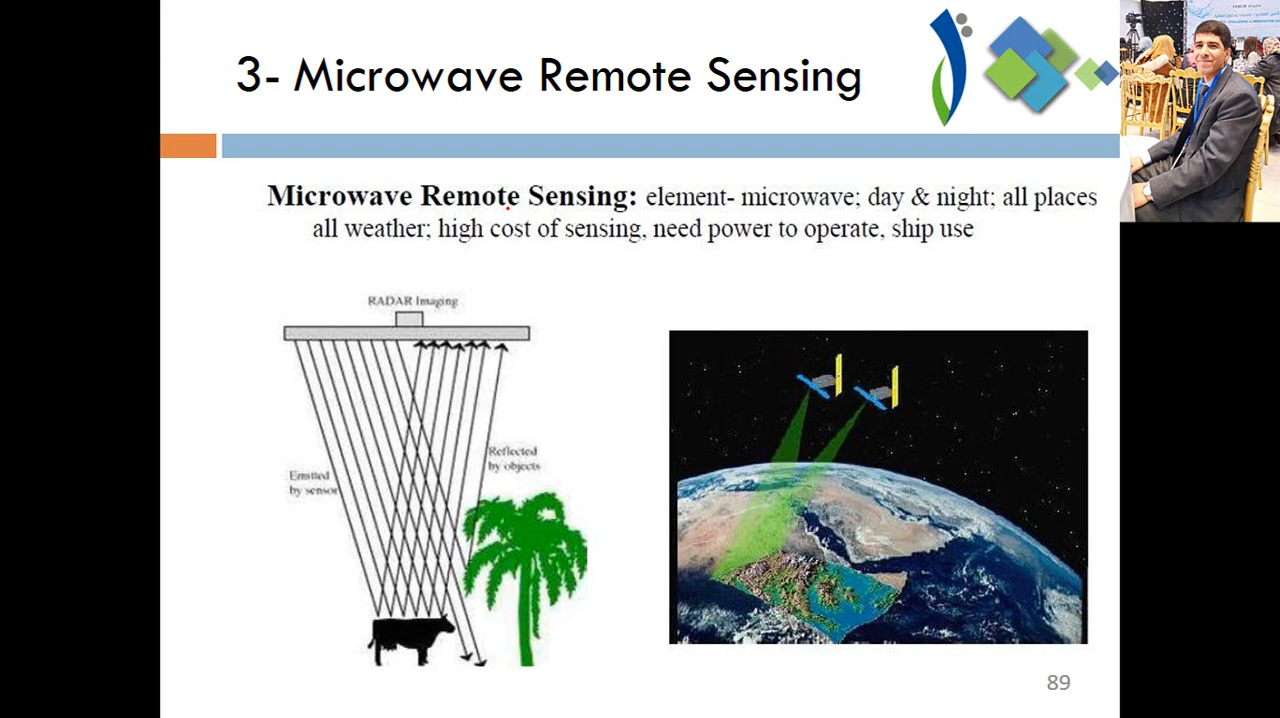 3- Microwave Remote Sensing
Microwave Remote Sensing: element- microwave; day & night; all places
all weather; high cost of sensing, need power to operate, ship use
RADAR Imaging
Reflected
by objects
Emitted
by sensor
89